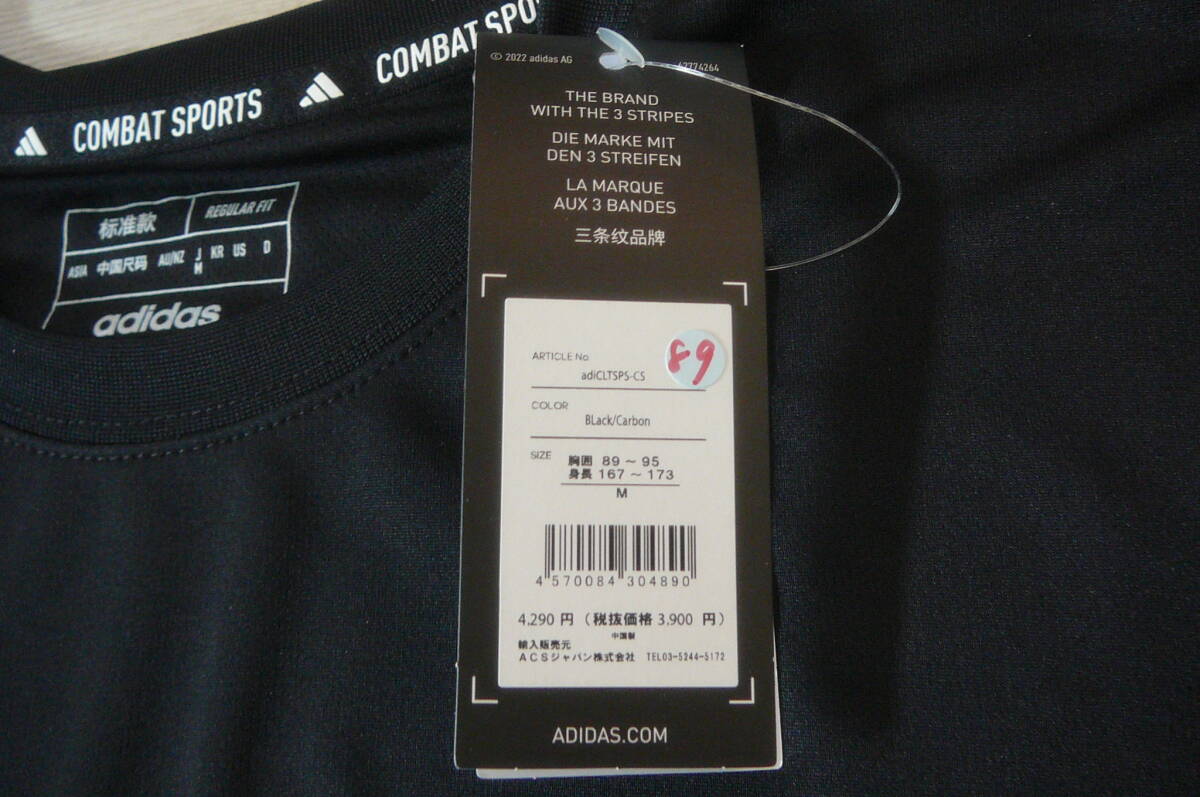 COMBAT SPORTS
COMBAT SPO
标准款
REGULAR FIT
ASIA 中国尺码 AU/NZ J KR US D
M
adidas
© 2022 adidas AG
62774264
THE BRAND
WITH THE 3 STRIPES
DIE MARKE MIT
DEN 3 STREIFEN
LA MARQUE
AUX 3 BANDES
三条纹品牌
89
ARTICLE No.
adiCLTSPS-CS
COLOR
BLack/Carbon
SIZE
胸囲 89 ~ 95
身長 167 ~ 173
M
4 570084 304890
4.290 円 (税抜価格 3.900 円)
中国製
輸入販売元
ACSジャパン株式会社 TEL03-5244-5172
ADIDAS.COM